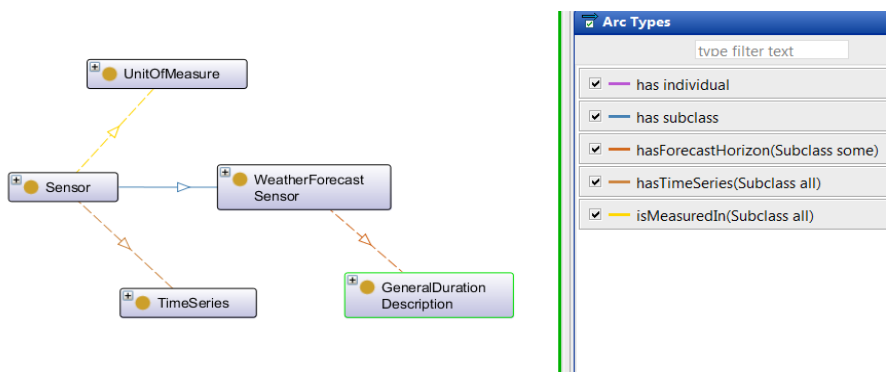 UnitOfMeasure
Sensor
WeatherForecast
Sensor
TimeSeries
GeneralDuration
Description
Arc Types
type filter text
has individual
has subclass
hasForecastHorizon(Subclass some)
hasTimeSeries(Subclass all)
isMeasuredIn(Subclass all)